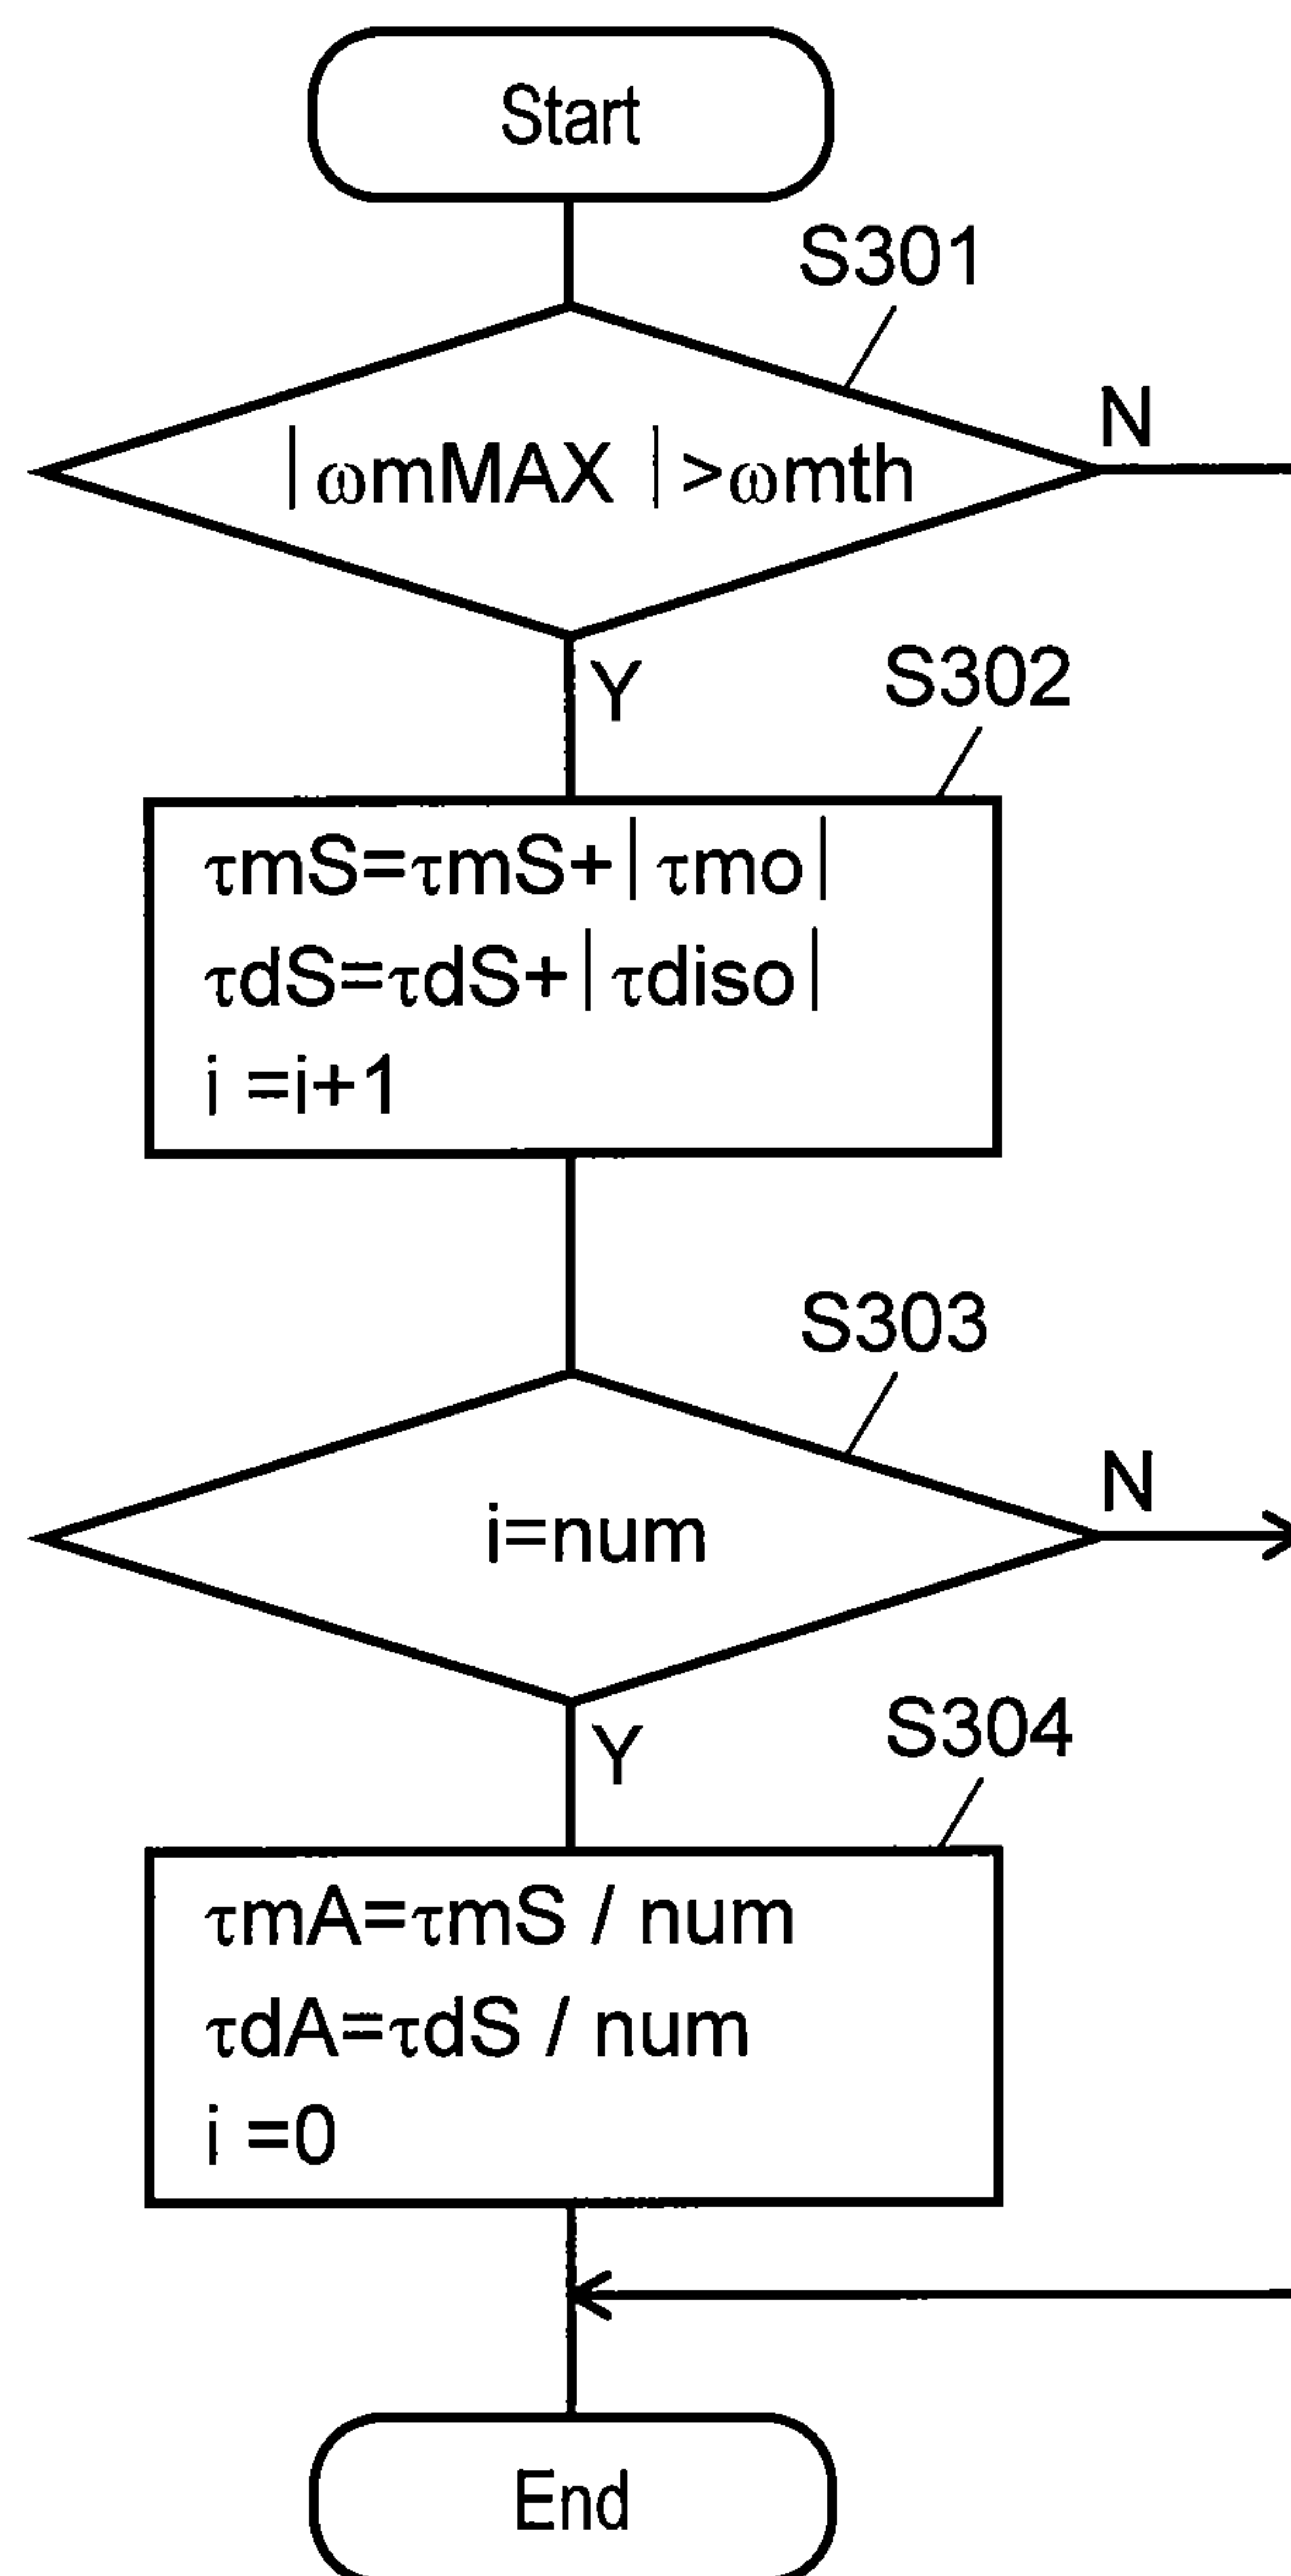 Start
S301
|ωmMAX |>ωmth
N
Y
S302
τmS=τmS+|τmo|
τdS=τdS+|τdiso|
i =i+1
S303
i=num
N
Y
S304
τmA=τmS / num
τdA=τdS / num
i =0
End